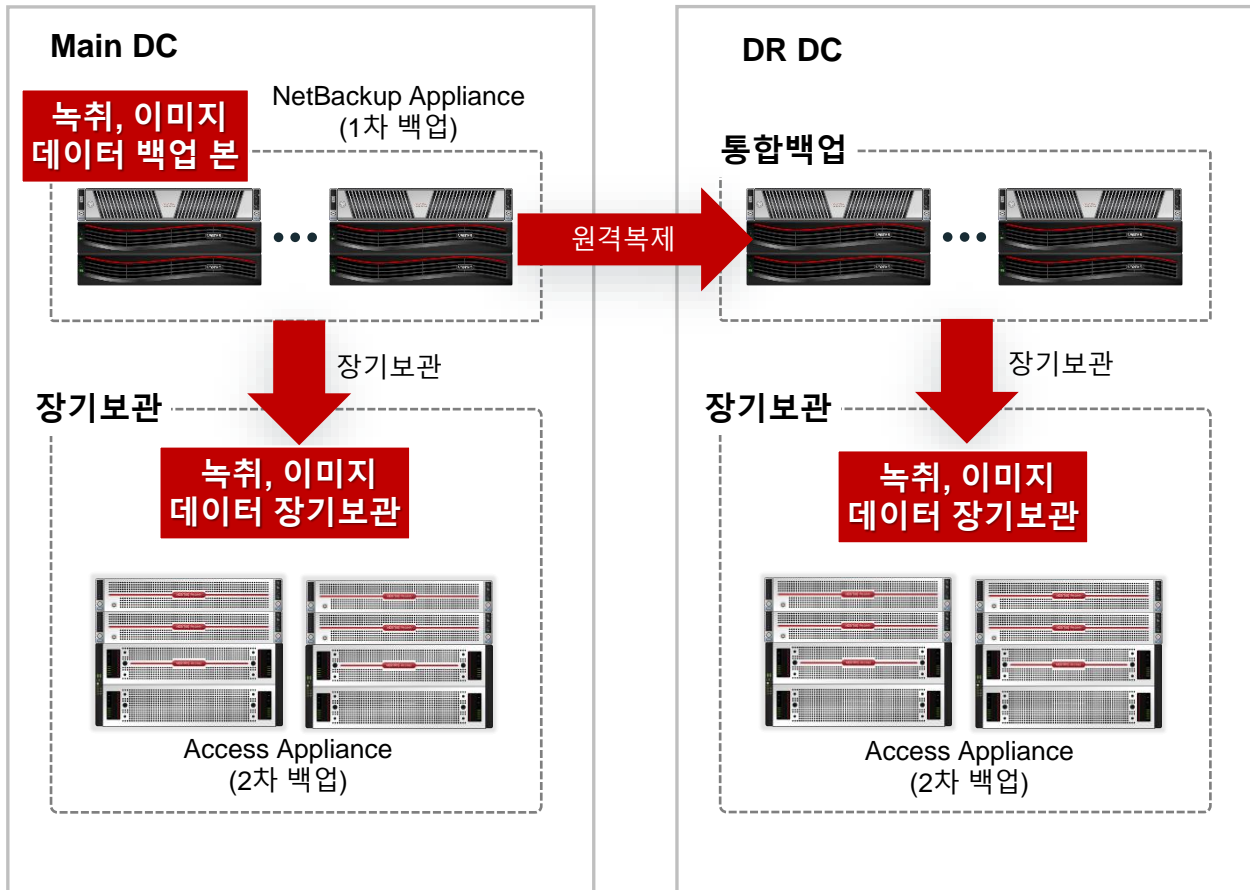 Main DC
NetBackup Appliance
(1차 백업)
녹취, 이미지
데이터 백업 본
원격복제
장기보관
장기보관
녹취, 이미지
데이터 장기보관
Access Appliance
(2차 백업)
DR DC
통합백업
장기보관
장기보관
녹취, 이미지
데이터 장기보관
Access Appliance
(2차 백업)